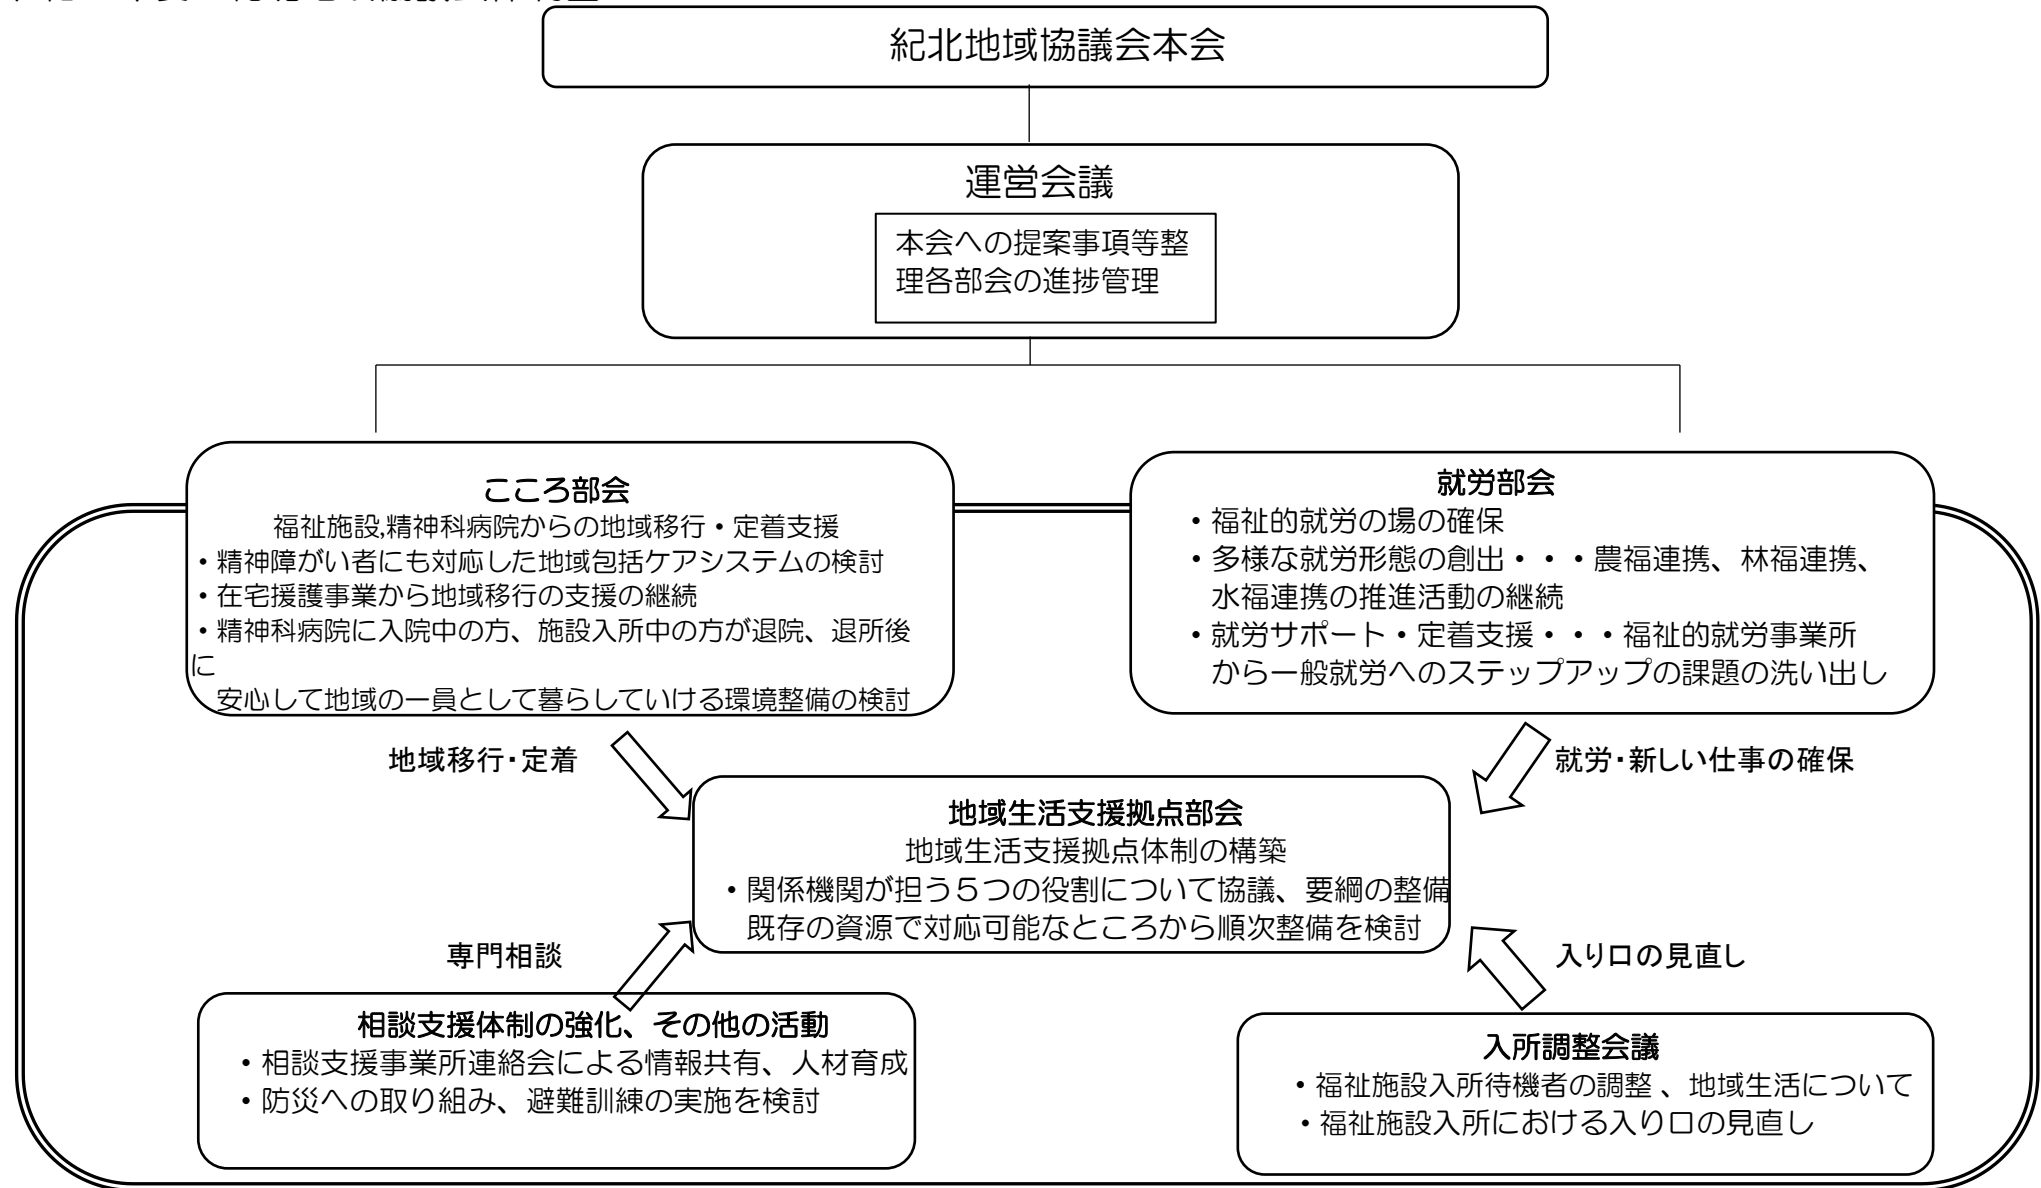 紀北地域協議会本会
運営会議
本会への提案事項等整
理各部会の進捗管理
こころ部会
福祉施設,精神科病院からの地域移行・定着支援
・精神障がい者にも対応した地域包括ケアシステムの検討
・在宅援護事業から地域移行の支援の継続
・精神科病院に入院中の方、施設入所中の方が退院、退所後
に
安心して地域の一員として暮らしていける環境整備の検討
就労部会
・福祉的就労の場の確保
・多様な就労形態の創出・・・農福連携、林福連携、
水福連携の推進活動の継続
・就労サポート・定着支援・・・福祉的就労事業所
から一般就労へのステップアップの課題の洗い出し
地域移行・定着
就労・新しい仕事の確保
地域生活支援拠点部会
地域生活支援拠点体制の構築
・関係機関が担う５つの役割について協議、要綱の整備
既存の資源で対応可能なところから順次整備を検討
専門相談
入り口の見直し
相談支援体制の強化、その他の活動
・相談支援事業所連絡会による情報共有、人材育成
・防災への取り組み、避難訓練の実施を検討
入所調整会議
・福祉施設入所待機者の調整 、地域生活について
・福祉施設入所における入り口の見直し